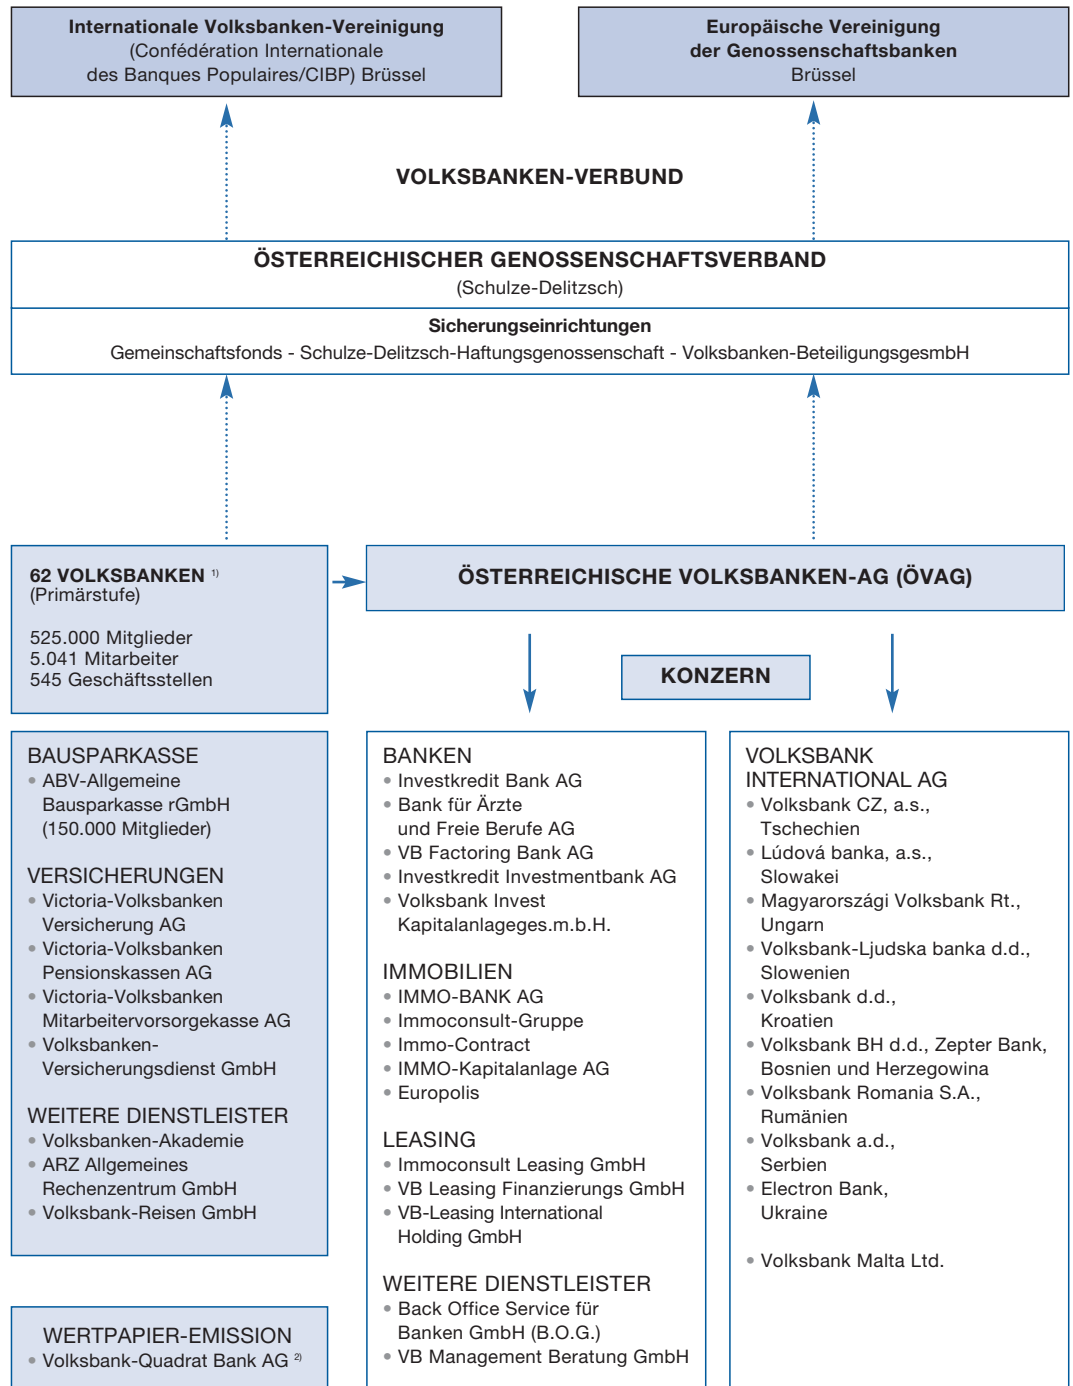 Internationale Volksbanken-Vereinigung
(Confédération Internationale
des Banques Populaires/CIBP) Brüssel
Europäische Vereinigung
der Genossenschaftsbanken
Brüssel
VOLKSBANKEN-VERBUND
ÖSTERREICHISCHER GENOSSENSCHAFTSVERBAND
(Schulze-Delitzsch)
Sicherungseinrichtungen
Gemeinschaftsfonds - Schulze-Delitzsch-Haftungsgenossenschaft - Volksbanken-BeteiligungsgesmbH
62 VOLKSBANKEN 1)
(Primärstufe)
525.000 Mitglieder
5.041 Mitarbeiter
545 Geschäftsstellen
ÖSTERREICHISCHE VOLKSBANKEN-AG (ÖVAG)
KONZERN
BAUSPARKASSE
• ABV-Allgemeine
Bausparkasse rGmbH
(150.000 Mitglieder)
VERSICHERUNGEN
• Victoria-Volksbanken
Versicherung AG
• Victoria-Volksbanken
Pensionskassen AG
• Victoria-Volksbanken
Mitarbeitervorsorgekasse AG
• Volksbanken-
Versicherungsdienst GmbH
WEITERE DIENSTLEISTER
• Volksbanken-Akademie
• ARZ Allgemeines
Rechenzentrum GmbH
• Volksbank-Reisen GmbH
WERTPAPIER-EMISSION
• Volksbank-Quadrat Bank AG 2)
BANKEN
• Investkredit Bank AG
• Bank für Ärzte
und Freie Berufe AG
• VB Factoring Bank AG
• Investkredit Investmentbank AG
• Volksbank Invest
Kapitalanlageges.m.b.H.
IMMOBILIEN
• IMMO-BANK AG
• Immoconsult-Gruppe
• Immo-Contract
• IMMO-Kapitalanlage AG
• Europolis
LEASING
• Immoconsult Leasing GmbH
• VB Leasing Finanzierungs GmbH
• VB-Leasing International
Holding GmbH
WEITERE DIENSTLEISTER
• Back Office Service für
Banken GmbH (B.O.G.)
• VB Management Beratung GmbH
VOLKSBANK
INTERNATIONAL AG
• Volksbank CZ, a.s.,
Tschechien
• Lúdová banka, a.s.,
Slowakei
• Magyarországi Volksbank Rt.,
Ungarn
• Volksbank-Ljudska banka d.d.,
Slowenien
• Volksbank d.d.,
Kroatien
• Volksbank BH d.d., Zepter Bank,
Bosnien und Herzegowina
• Volksbank Romania S.A.,
Rumänien
• Volksbank a.d.,
Serbien
• Electron Bank,
Ukraine
• Volksbank Malta Ltd.